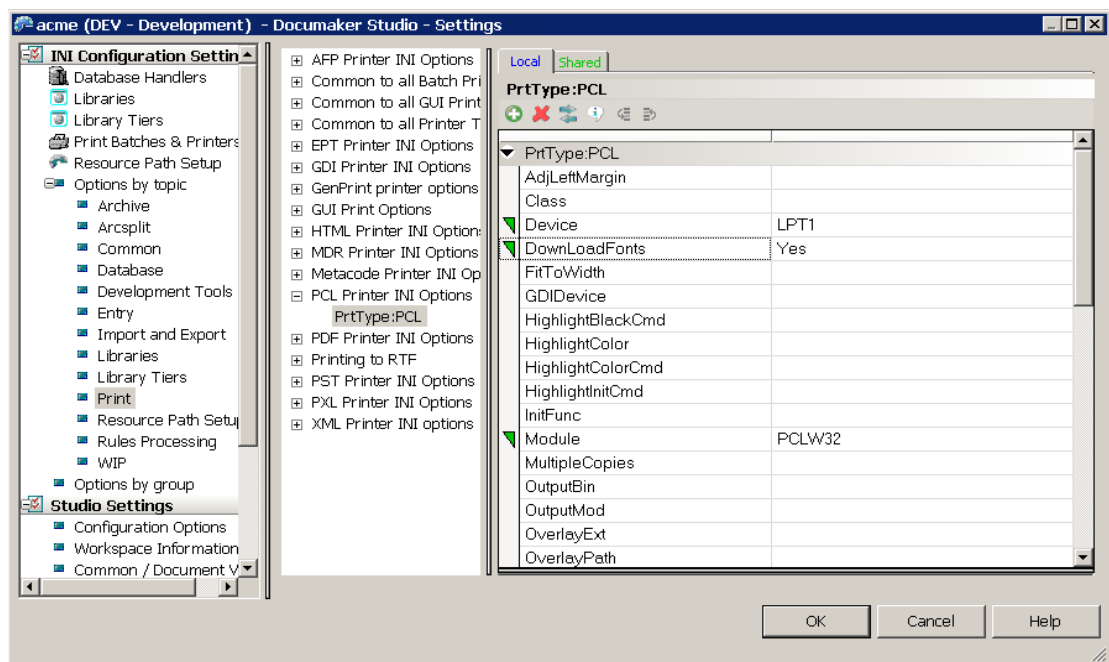 acme (DEV - Development) - Documaker Studio - Settings
INI Configuration Settin
Database Handlers
Libraries
Library Tiers
Print Batches & Printers
Resource Path Setup
Options by topic
Archive
Arcsplit
Common
Database
Development Tools
Entry
Import and Export
Libraries
Library Tiers
Print
Resource Path Setu
Rules Processing
WIP
Options by group
Studio Settings
Configuration Options
Workspace Information
Common / Document V
AFP Printer INI Options
Common to all Batch Pri
Common to all GUI Print
Common to all Printer T
EPT Printer INI Options
GDI Printer INI Options
GenPrint printer options
GUI Print Options
HTML Printer INI Option
MDR Printer INI Options
Metacode Printer INI Op
PCL Printer INI Options
PrtType:PCL
PDF Printer INI Options
Printing to RTF
PST Printer INI Options
PXL Printer INI Options
XML Printer INI options
Local Shared
PrtType:PCL
PrtType:PCL
AdjLeftMargin
Class
Device LPT1
DownLoadFonts Yes
FitToWidth
GDIDevice
HighlightBlackCmd
HighlightColor
HighlightColorCmd
HighlightInitCmd
InitFunc
Module PCLW32
MultipleCopies
OutputBin
OutputMod
OverlayExt
OverlayPath
OK Cancel Help